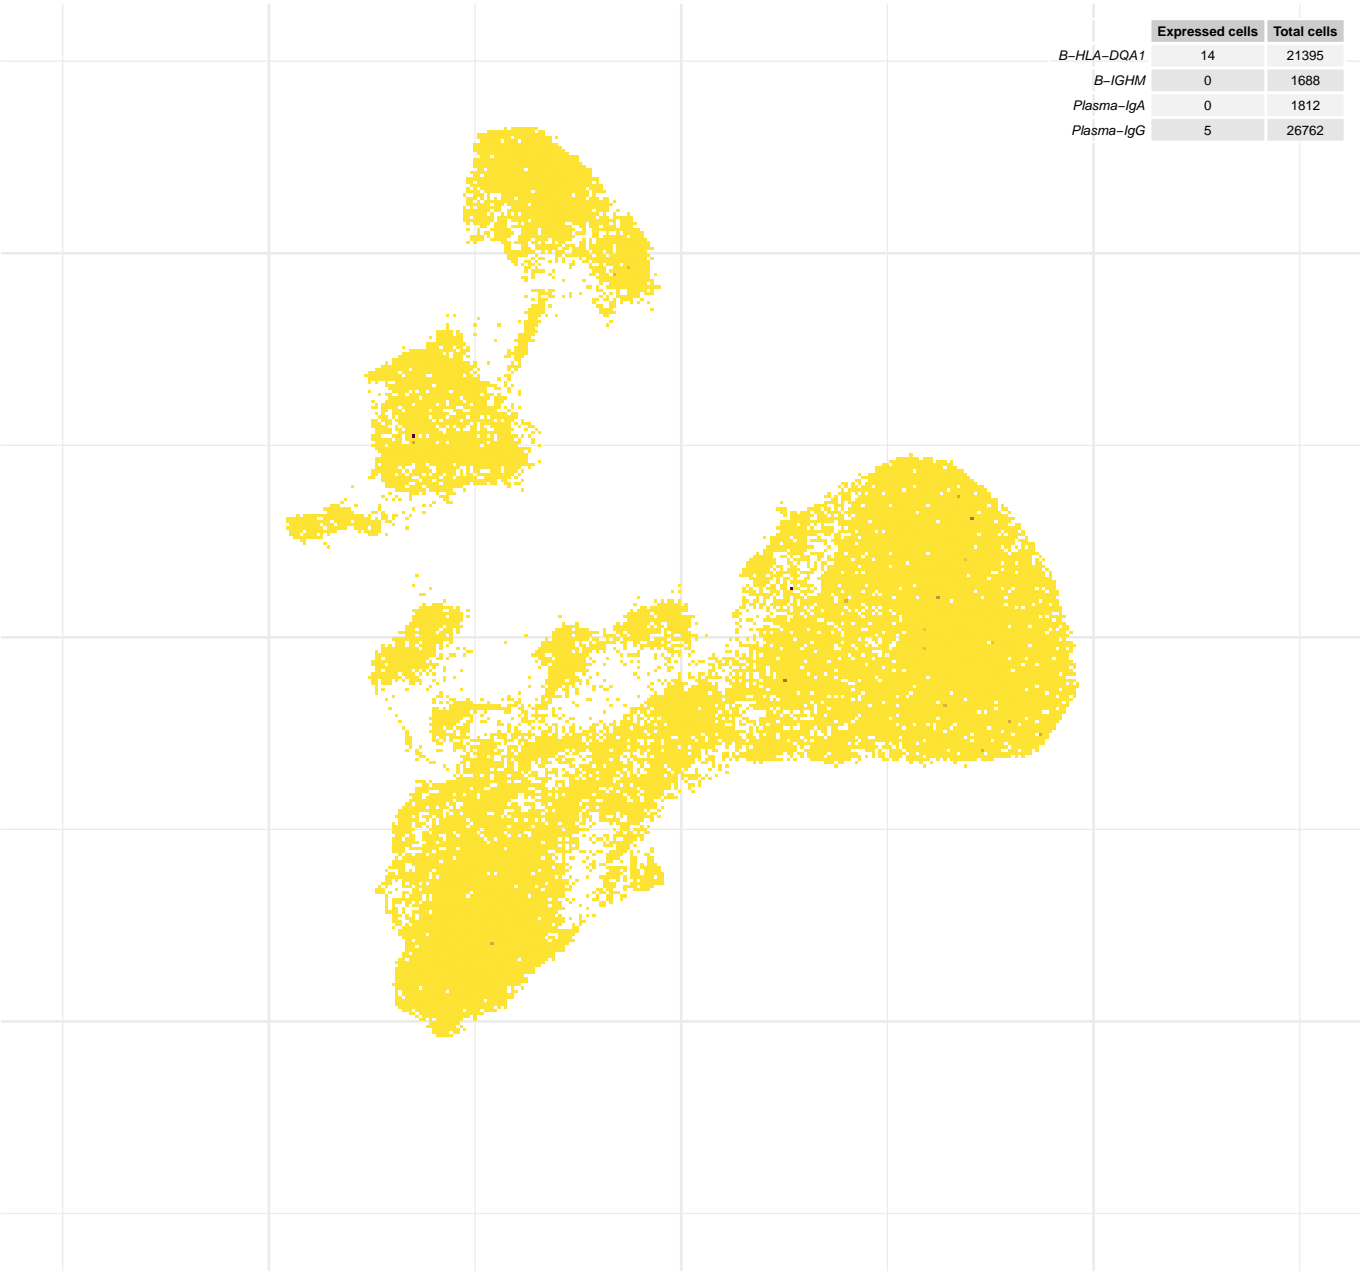 Expressed cells Total cells
B−HLA−DQA1 14 21395
B−IGHM 0 1688
Plasma−IgA 0 1812
Plasma−IgG 5 26762